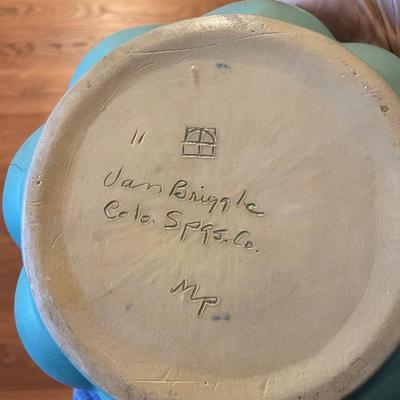 11
Van Briggle
Colo. Spgs. Co.
MP